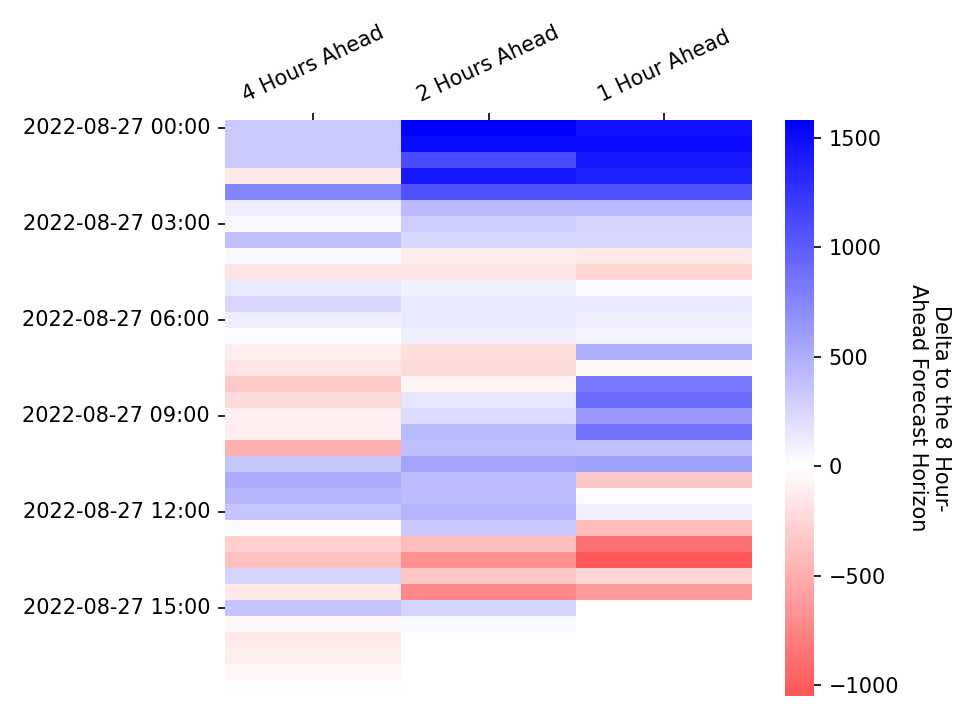 4 Hours Ahead
2 Hours Ahead
1 Hour Ahead
2022-08-27 00:00
2022-08-27 03:00
2022-08-27 06:00
2022-08-27 09:00
2022-08-27 12:00
2022-08-27 15:00
1500
1000
500
0
−500
−1000
Delta to the 8 Hour-
Ahead Forecast Horizon